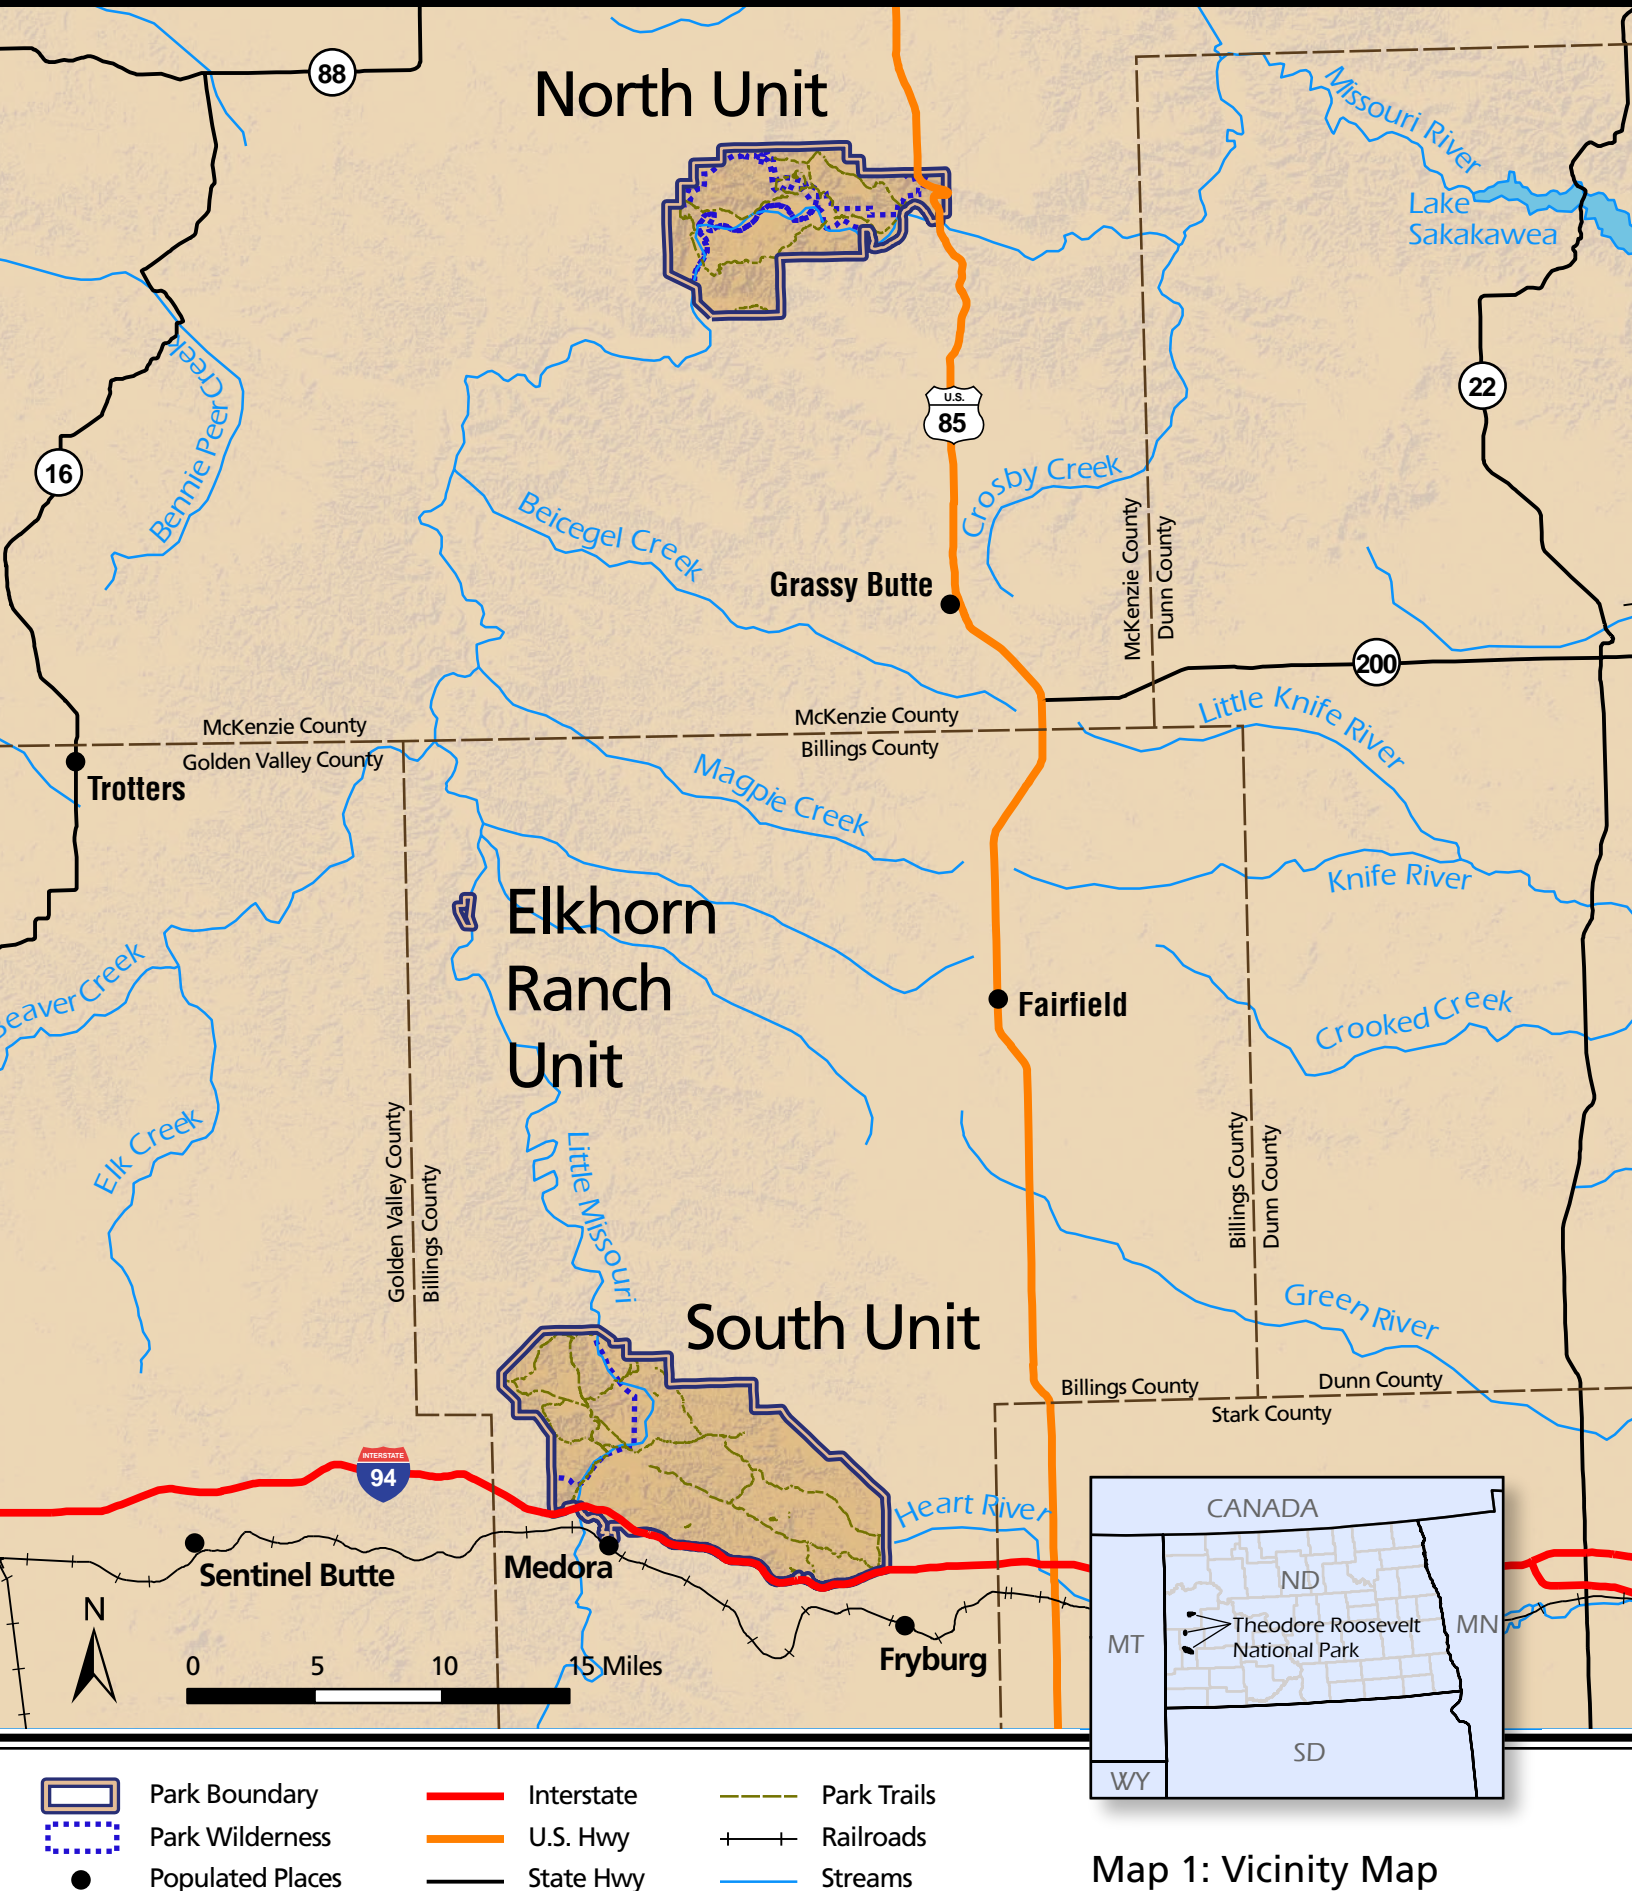 88
North Unit
Missouri River
Lake
Sakakawea
Bennie Peer Creek
U.S.
85
22
16
Crosby Creek
Beicegel Creek
McKenzie County
Dunn County
Grassy Butte
200
Little Knife River
McKenzie County
Golden Valley County
McKenzie County
Billings County
Trotters
Magpie Creek
Knife River
Elkhorn
Ranch
Unit
Beaver Creek
Fairfield
Crooked Creek
Elk Creek
Golden Valley County
Billings County
Little Missouri
Billings County
Dunn County
Green River
South Unit
Billings County
Dunn County
Stark County
INTERSTATE
94
Heart River
Sentinel Butte
Medora
Fryburg
N
0 5 10 15 Miles
CANADA
ND
MT
Theodore Roosevelt
National Park
MN
SD
WY
Park Boundary
Park Wilderness
Populated Places
Interstate
U.S. Hwy
State Hwy
Park Trails
Railroads
Streams
Map 1: Vicinity Map